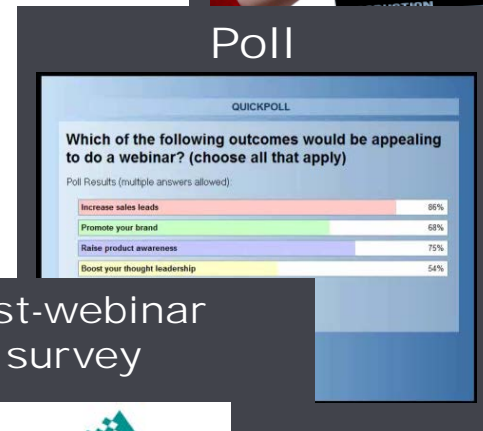 Poll
QUICKPOLL
Which of the following outcomes would be appealing
to do a webinar? (choose all that apply)
Poll Results (multiple answers allowed):
Increase sales leads 86%
Promote your brand 68%
Raise product awareness 75%
Boost your thought leadership 54%
st-webinar
survey